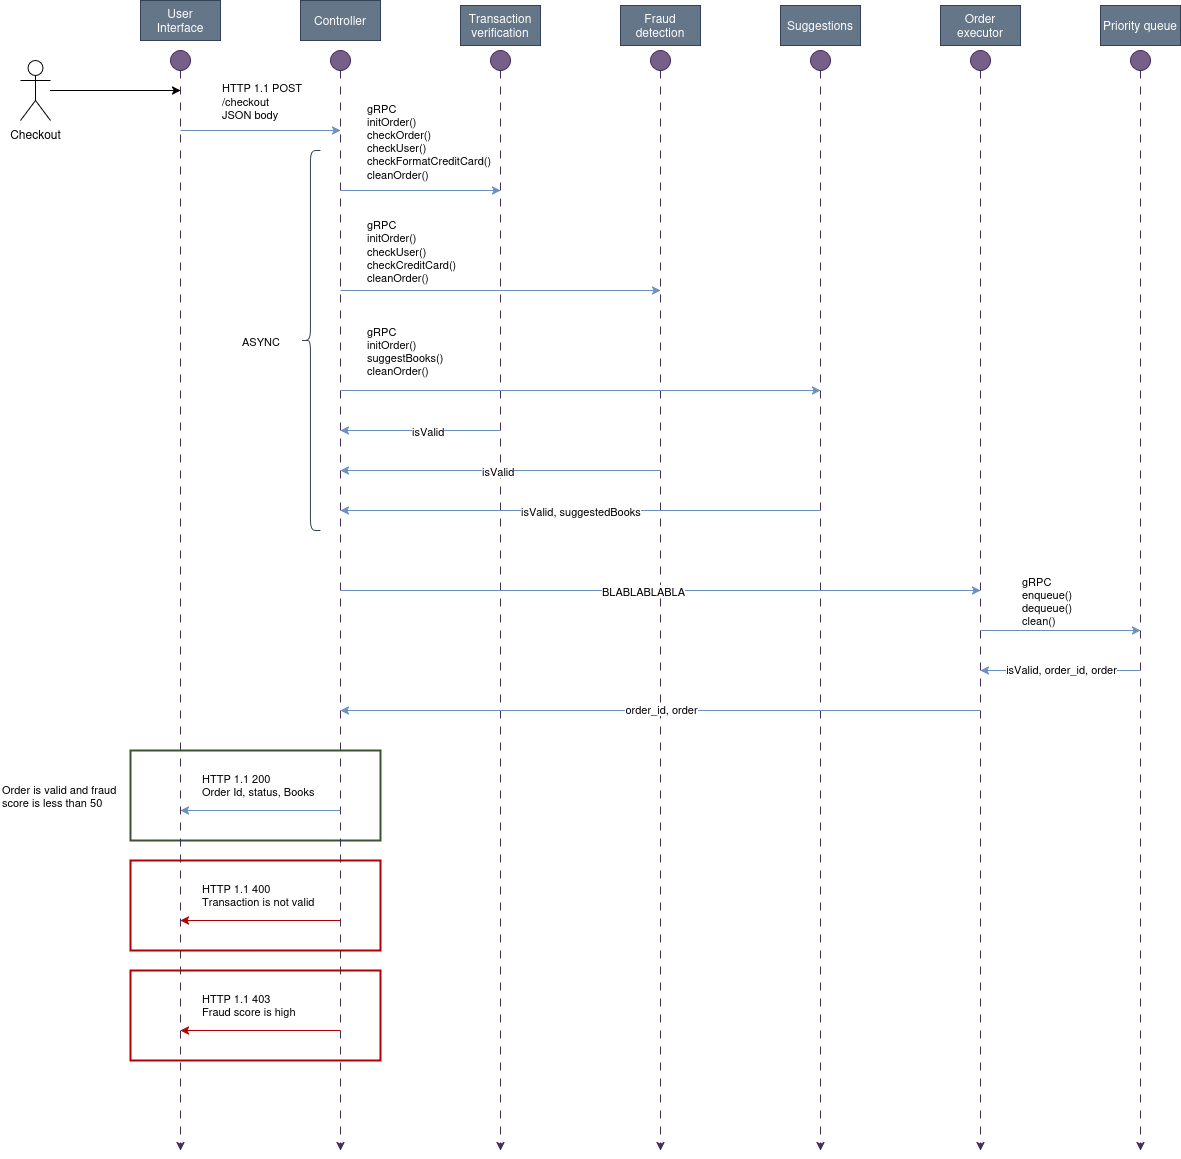 User
Interface
Controller
Transaction
verification
Fraud
detection
Suggestions
Order
executor
Priority queue
Checkout
HTTP 1.1 POST
/checkout
JSON body
gRPC
initOrder()
checkOrder()
checkUser()
checkFormatCreditCard()
cleanOrder()
gRPC
initOrder()
checkUser()
checkCreditCard()
cleanOrder()
ASYNC
gRPC
initOrder()
suggestBooks()
cleanOrder()
isValid
isValid
isValid, suggestedBooks
BLABLABLABLA
gRPC
enqueue()
dequeue()
clean()
isValid, order_id, order
order_id, order
Order is valid and fraud
score is less than 50
HTTP 1.1 200
Order Id, status, Books
HTTP 1.1 400
Transaction is not valid
HTTP 1.1 403
Fraud score is high